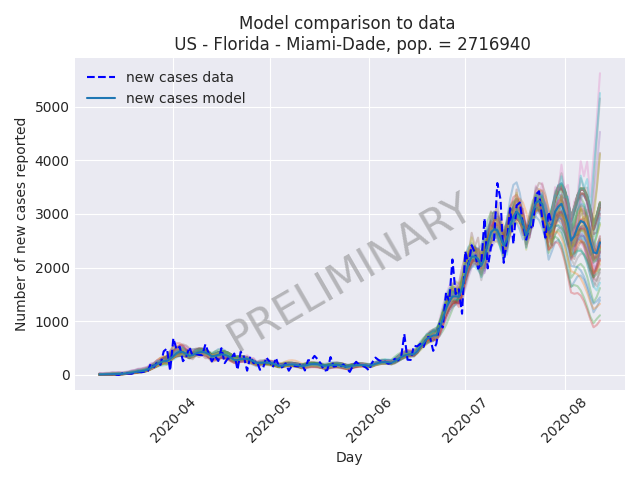 Model comparison to data
US - Florida - Miami-Dade, pop. = 2716940
new cases data
new cases model
Number of new cases reported
5000
4000
3000
2000
1000
0
PRELIMINARY
2020-04
2020-05
2020-06
2020-07
2020-08
Day